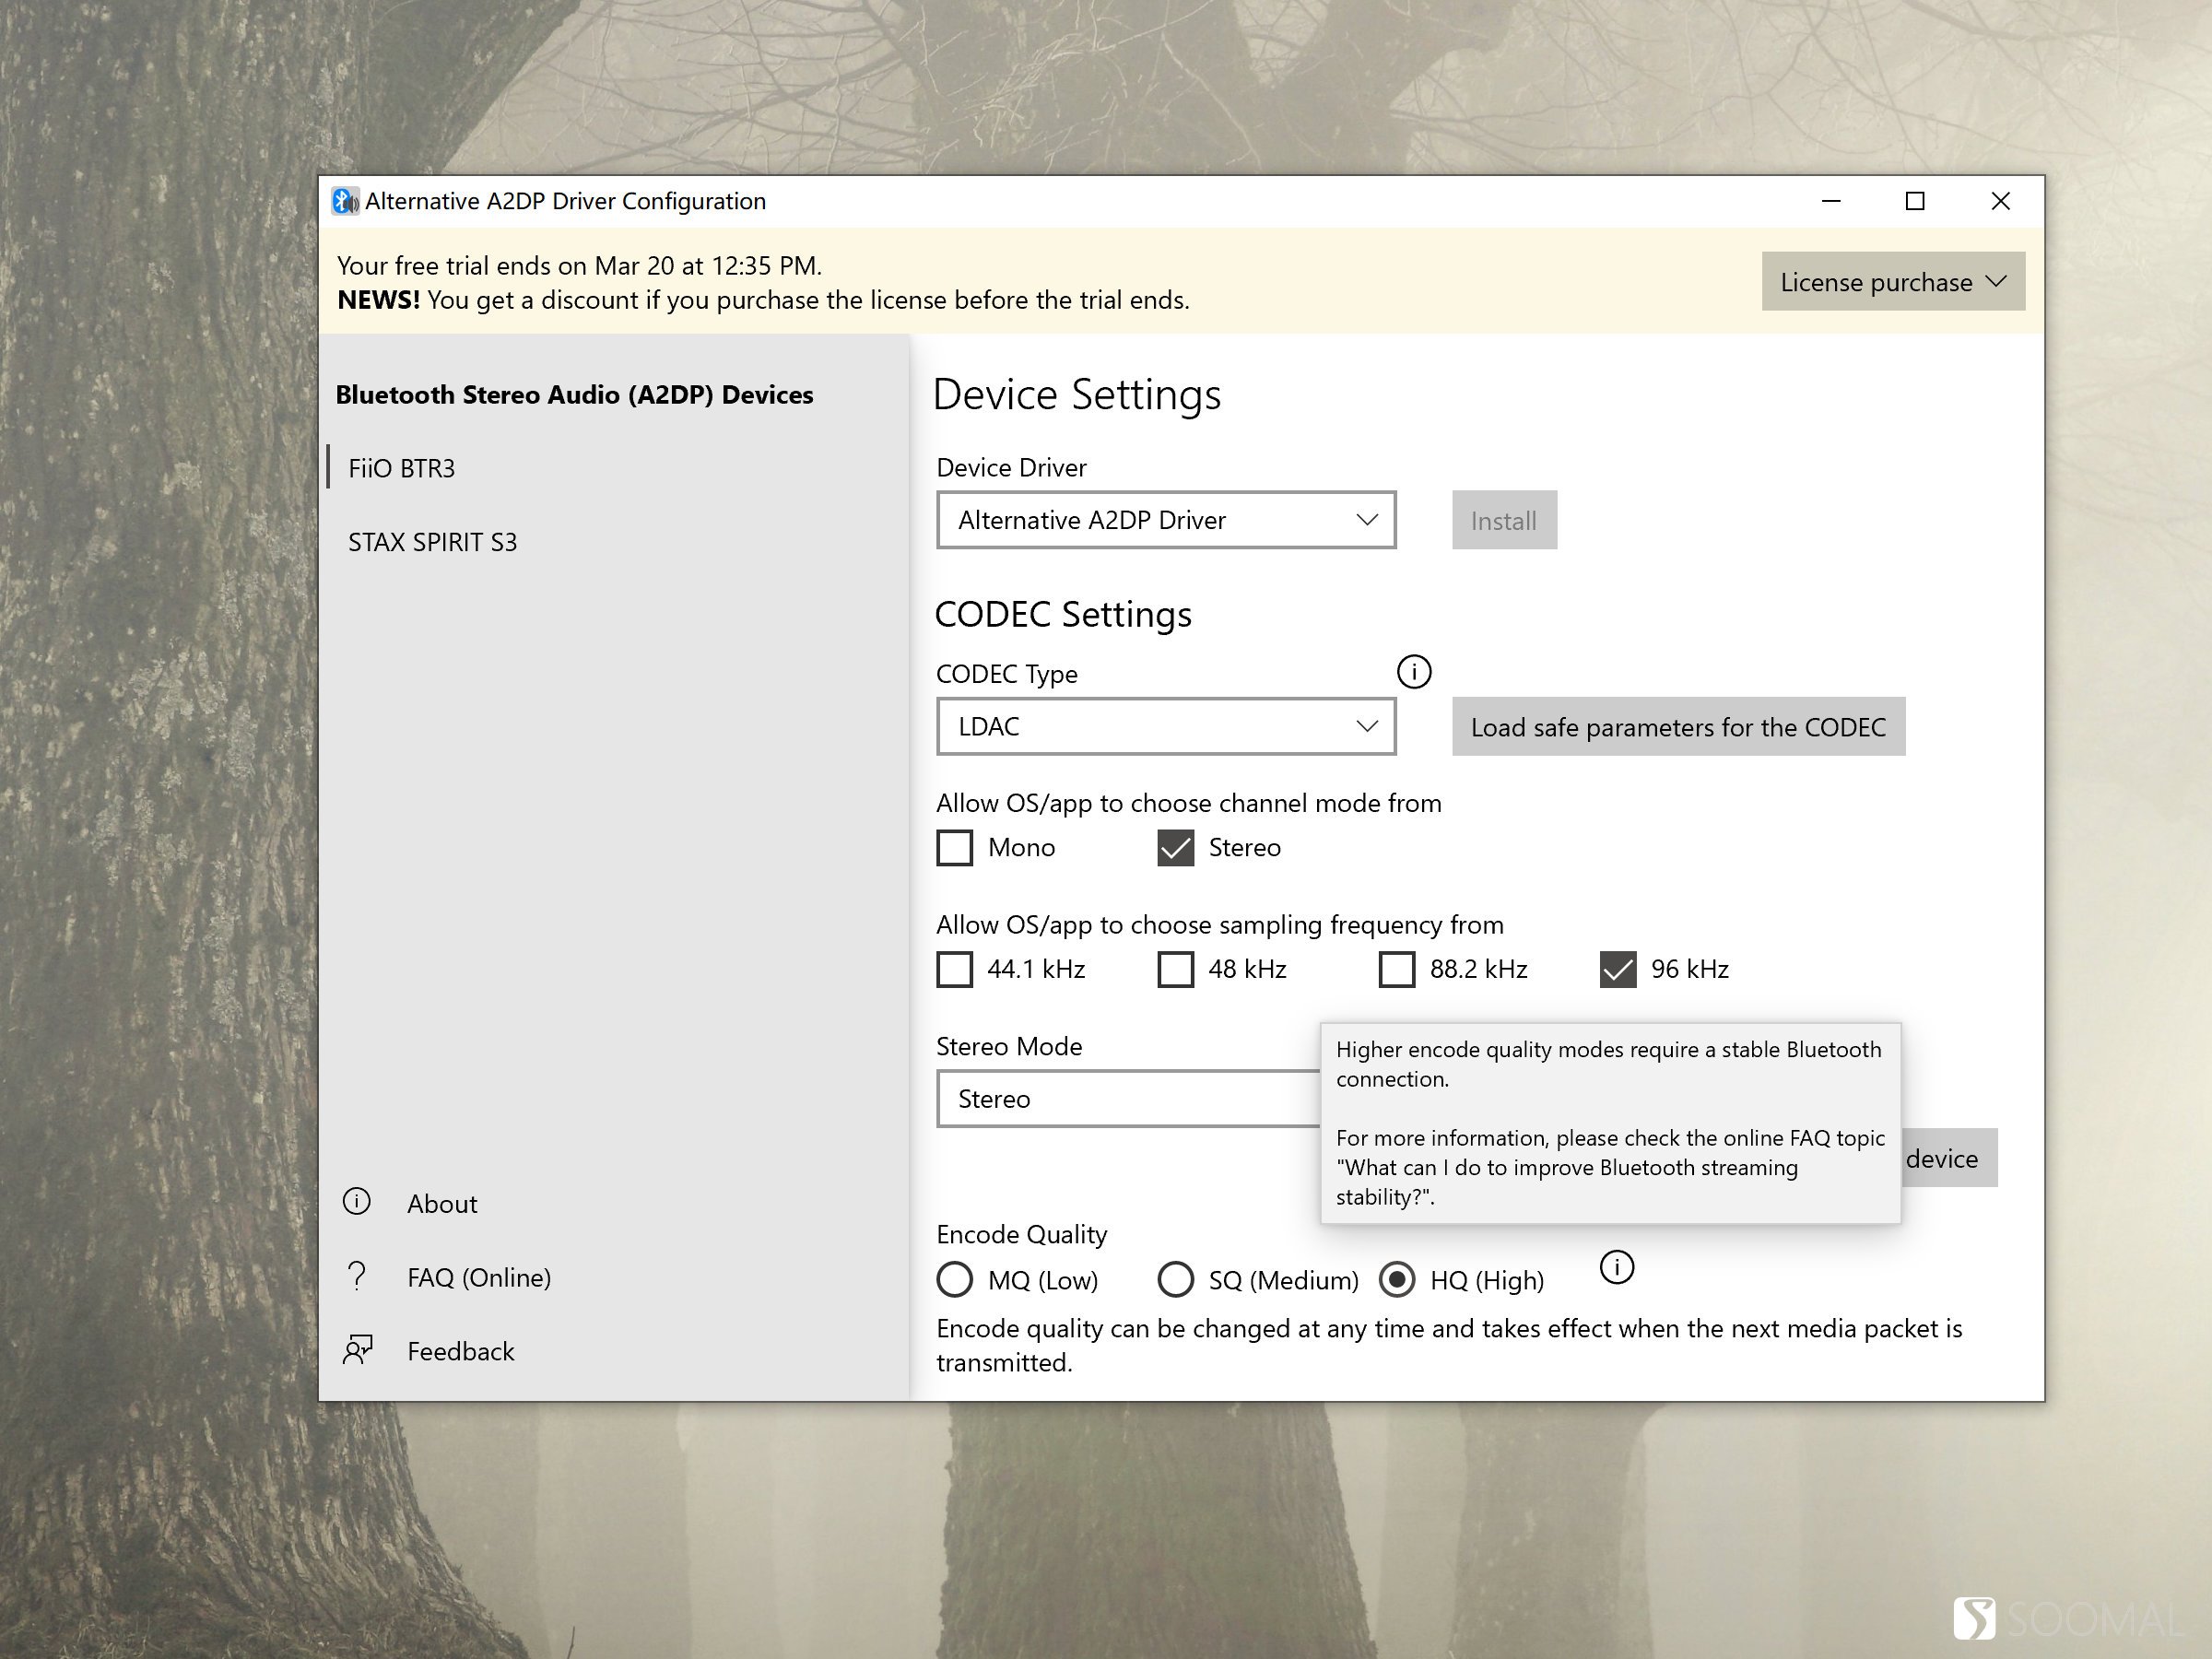 Alternative A2DP Driver Configuration
Your free trial ends on Mar 20 at 12:35 PM.
NEWS! You get a discount if you purchase the license before the trial ends.
License purchase
Bluetooth Stereo Audio (A2DP) Devices
FiiO BTR3
STAX SPIRIT S3
About
FAQ (Online)
Feedback
Device Settings
Device Driver
Alternative A2DP Driver
Install
CODEC Settings
CODEC Type
LDAC
Load safe parameters for the CODEC
Allow OS/app to choose channel mode from
Mono
Stereo
Allow OS/app to choose sampling frequency from
44.1 kHz
48 kHz
88.2 kHz
96 kHz
Stereo Mode
Stereo
Higher encode quality modes require a stable Bluetooth
connection.
For more information, please check the online FAQ topic
"What can I do to improve Bluetooth streaming
stability?".
device
Encode Quality
MQ (Low)
SQ (Medium)
HQ (High)
Encode quality can be changed at any time and takes effect when the next media packet is
transmitted.
SOOMAL